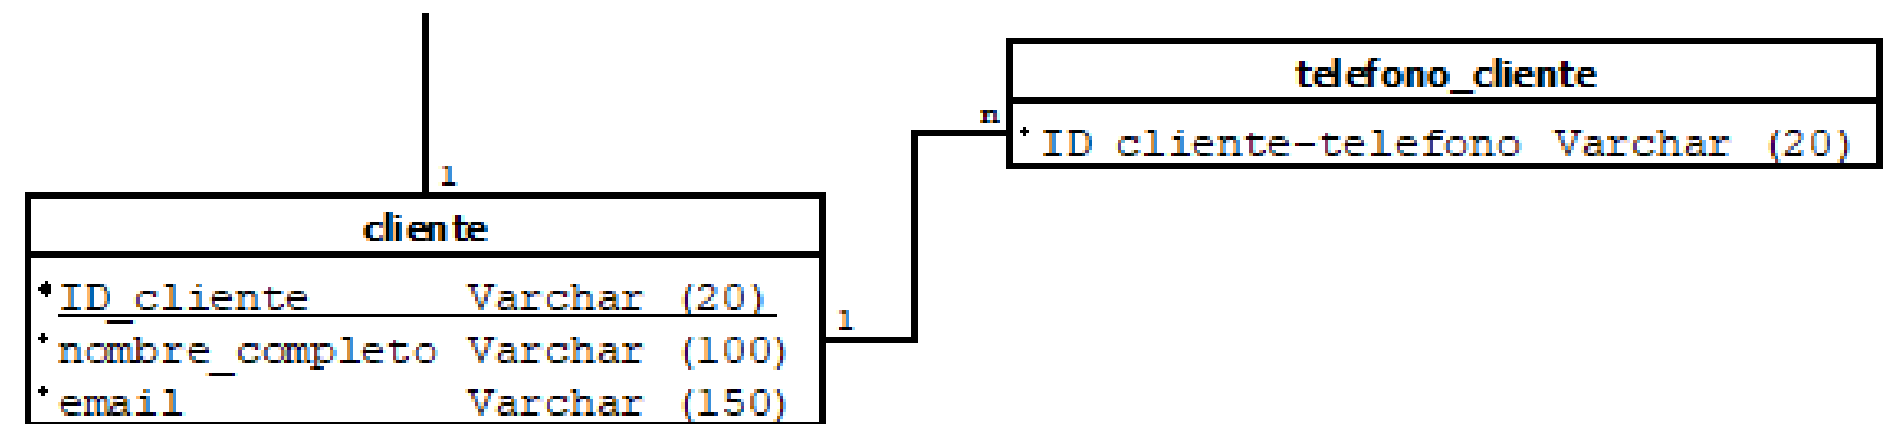 telefono_cliente
n
* ID cliente-telefono Varchar (20)
1
cliente
* ID_cliente Varchar (20)
* nombre_completo Varchar (100)
* email Varchar (150)
1